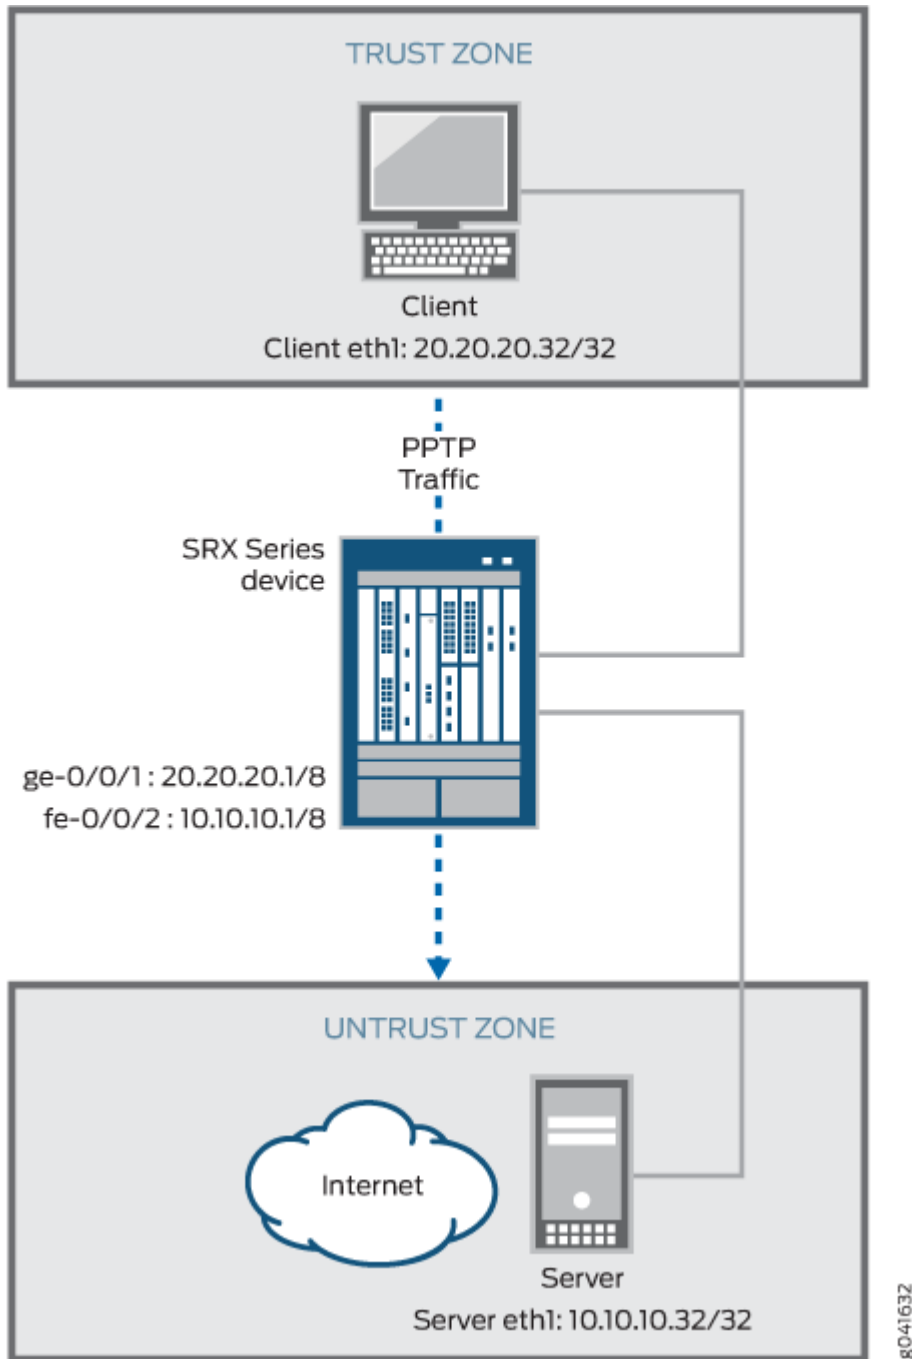 TRUST ZONE
Client
Client eth1: 20.20.20.32/32
PPTP
Traffic
SRX Series
device
ge-0/0/1 : 20.20.20.1/8
fe-0/0/2 : 10.10.10.1/8
UNTRUST ZONE
Internet
Server
Server eth1: 10.10.10.32/32
g041632